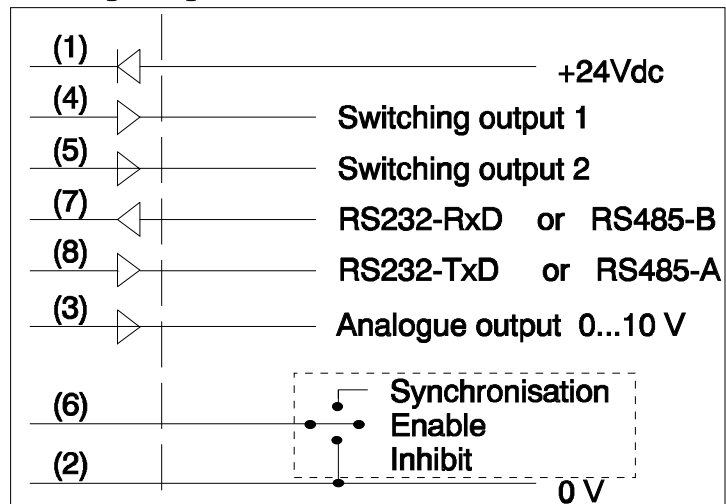 (1) +24Vdc
(4) Switching output 1
(5) Switching output 2
(7) RS232-RxD or RS485-B
(8) RS232-TxD or RS485-A
(3) Analogue output 0...10 V
Synchronisation
(6) Enable
Inhibit
(2) 0 V